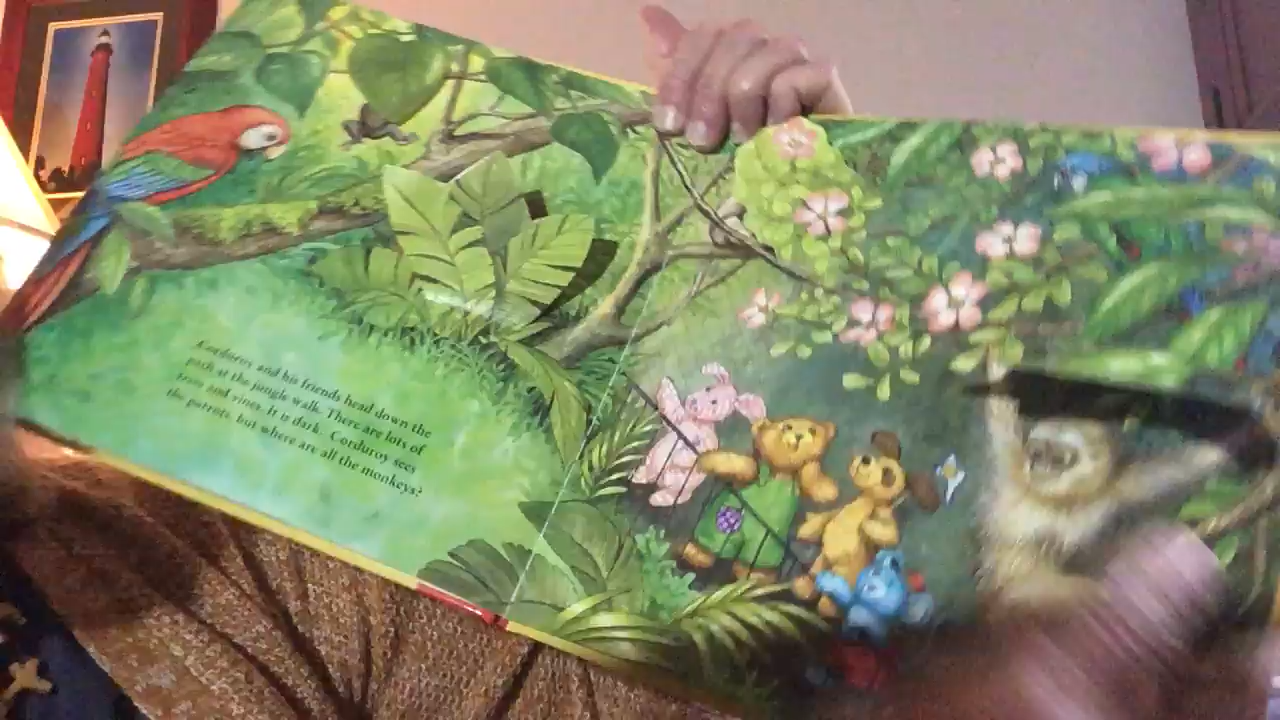 Corduroy and his friends head down the
path at the jungle walk. There are lots of
trees and vines. It is dark. Corduroy sees
the parrots, but where are all the monkeys?